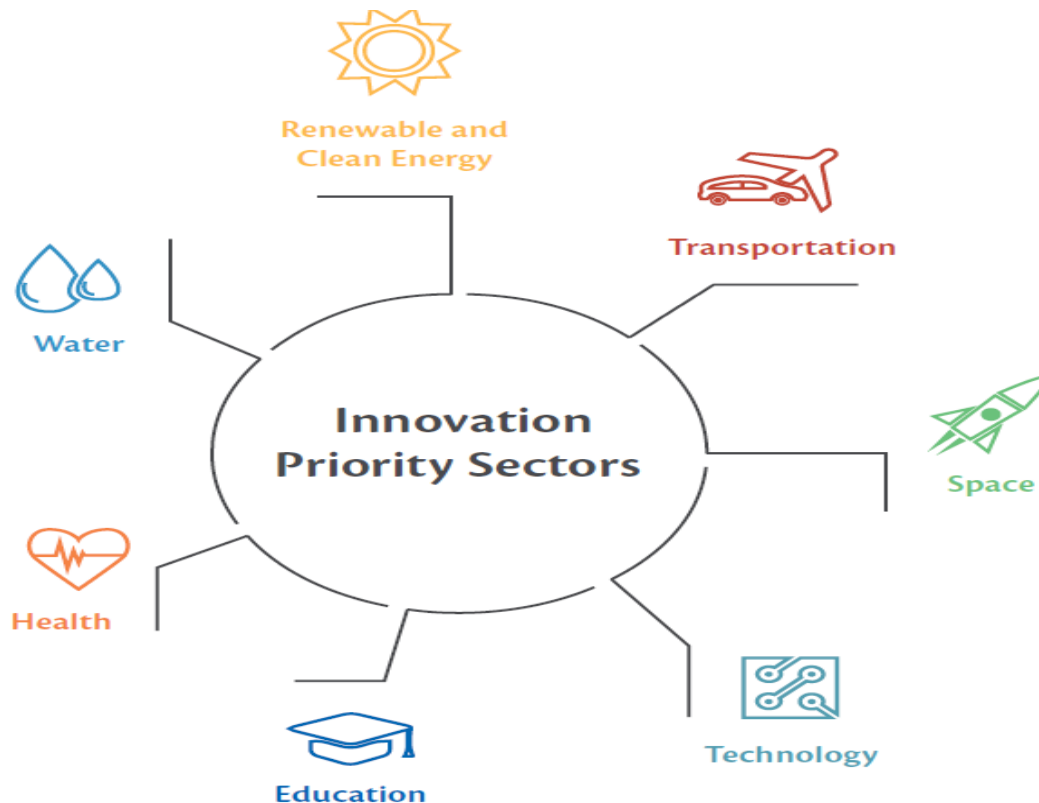 Renewable and
Clean Energy
Transportation
Water
Innovation
Priority Sectors
Space
Health
Technology
Education